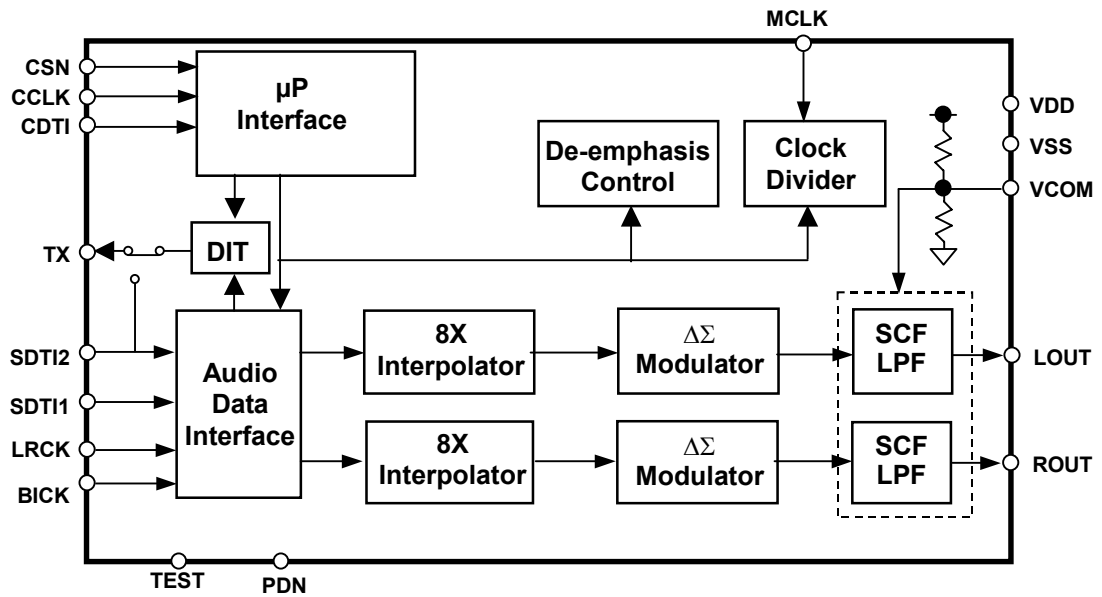 MCLK
CSN
CCLK
CDTI
µP
Interface
De-emphasis
Control
Clock
Divider
VDD
VSS
VCOM
TX
DIT
SDTI2
SDTI1
LRCK
BICK
Audio
Data
Interface
8X
Interpolator
ΔΣ
Modulator
SCF
LPF
LOUT
8X
Interpolator
ΔΣ
Modulator
SCF
LPF
ROUT
TEST
PDN